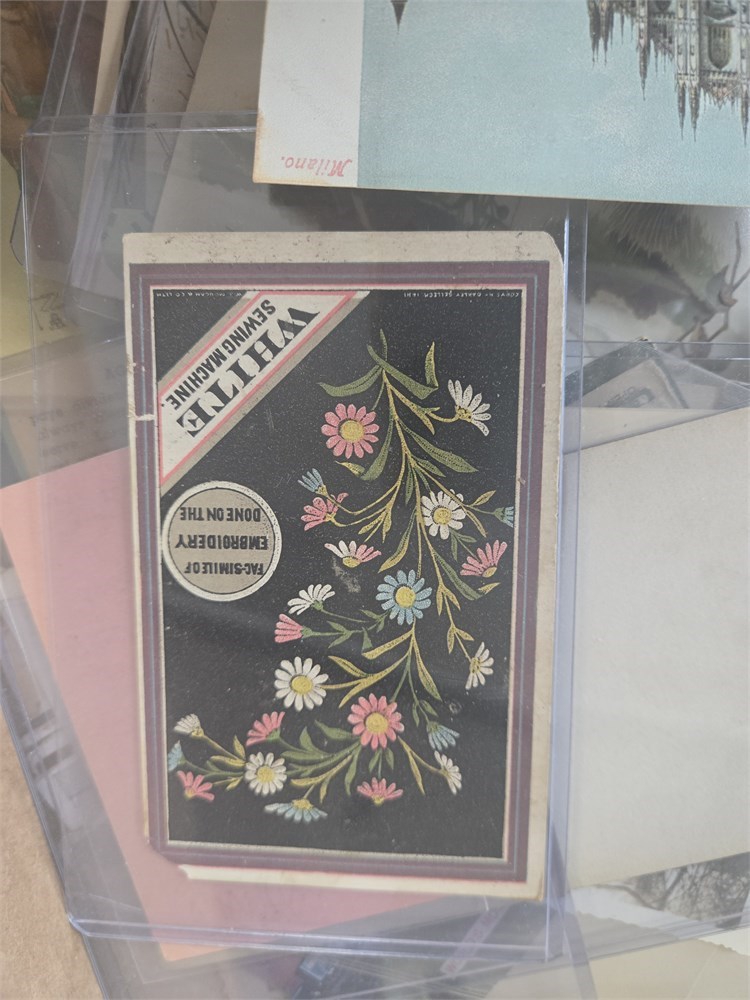 Milano.
WHITE
SEWING MACHINE.
FAC-SIMILE OF
EMBROIDERY
DONE ON THE